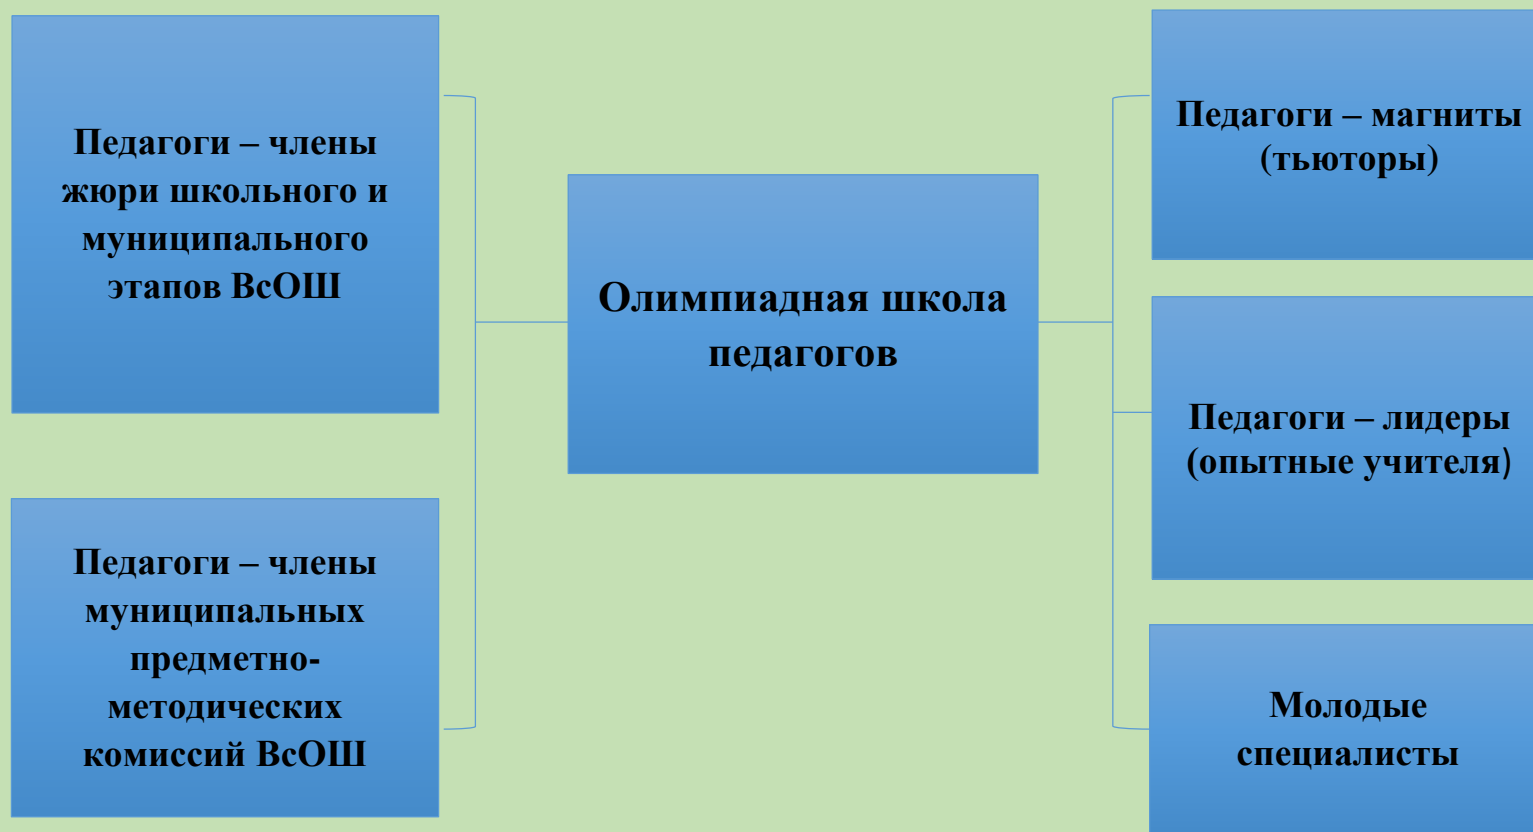 Педагоги – члены
жюри школьного и
муниципального
этапов ВсОШ
Педагоги – члены
муниципальных
предметно-
методических
комиссий ВсОШ
Олимпиадная школа
педагогов
Педагоги – магниты
(тьюторы)
Педагоги – лидеры
(опытные учителя)
Молодые
специалисты